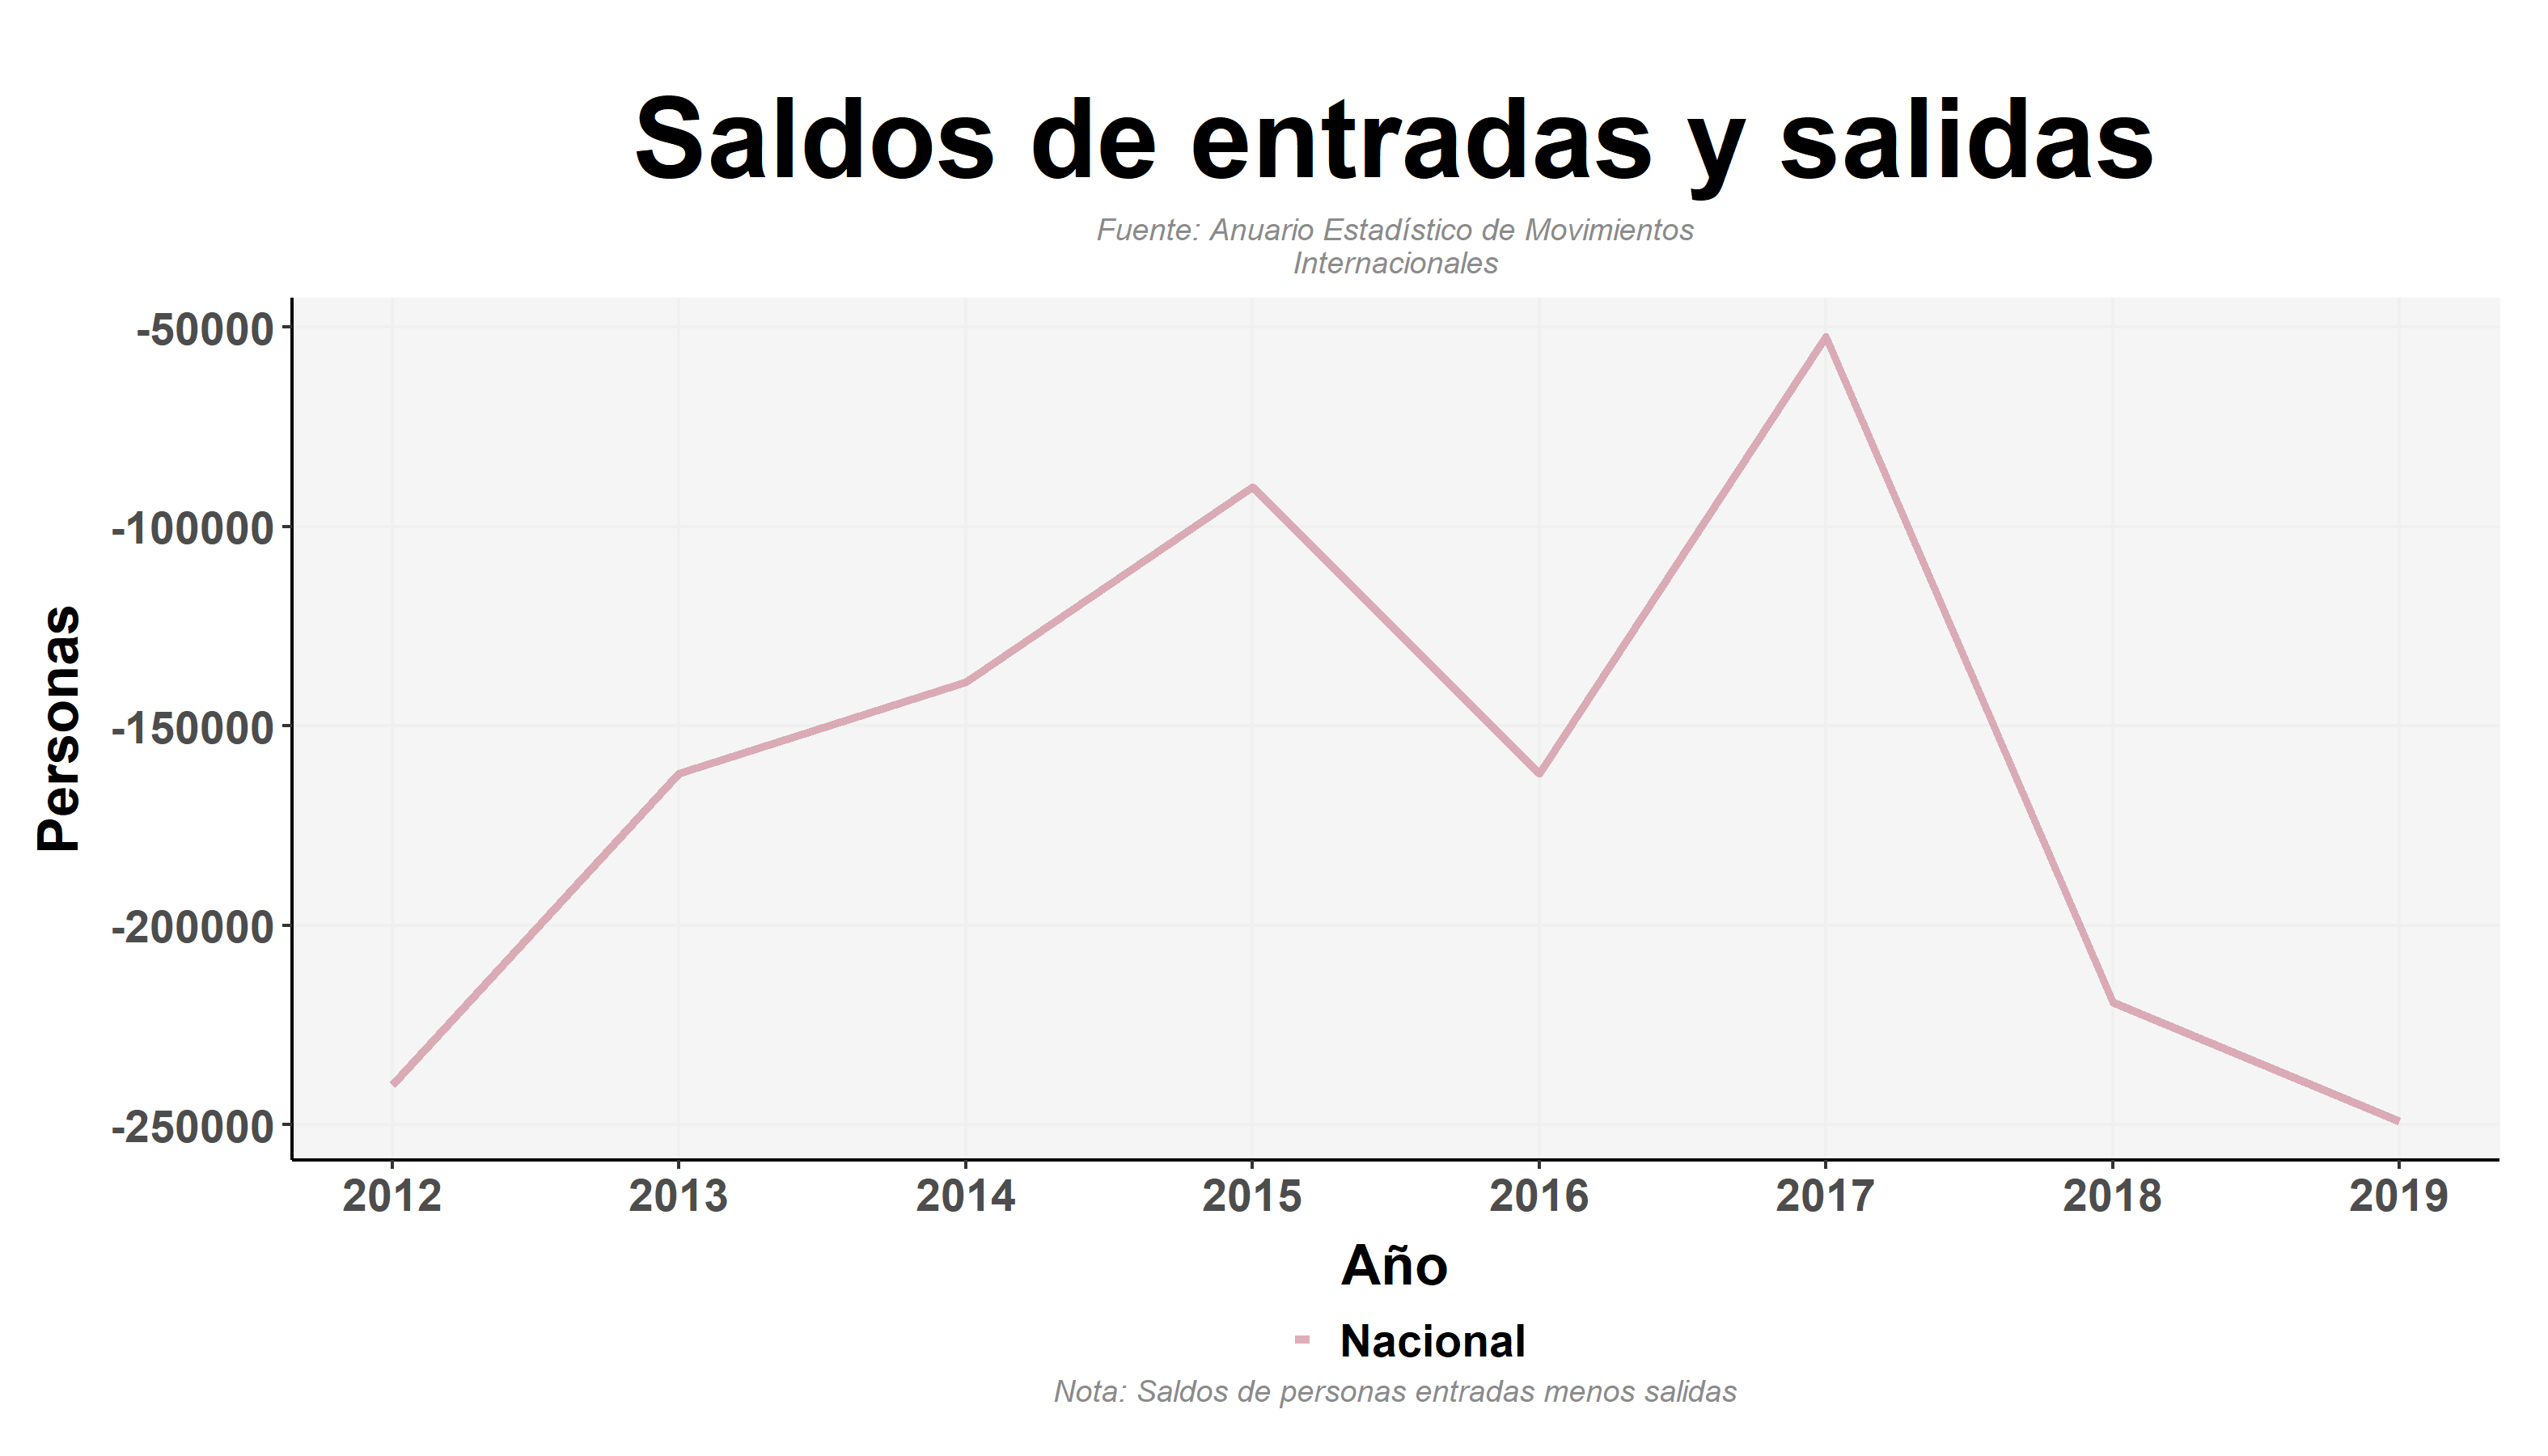 Saldos de entradas y salidas
Fuente: Anuario Estadístico de Movimientos
Internacionales
Personas
-50000
-100000
-150000
-200000
-250000
2012 2013 2014 2015 2016 2017 2018 2019
Año
Nacional
Nota: Saldos de personas entradas menos salidas